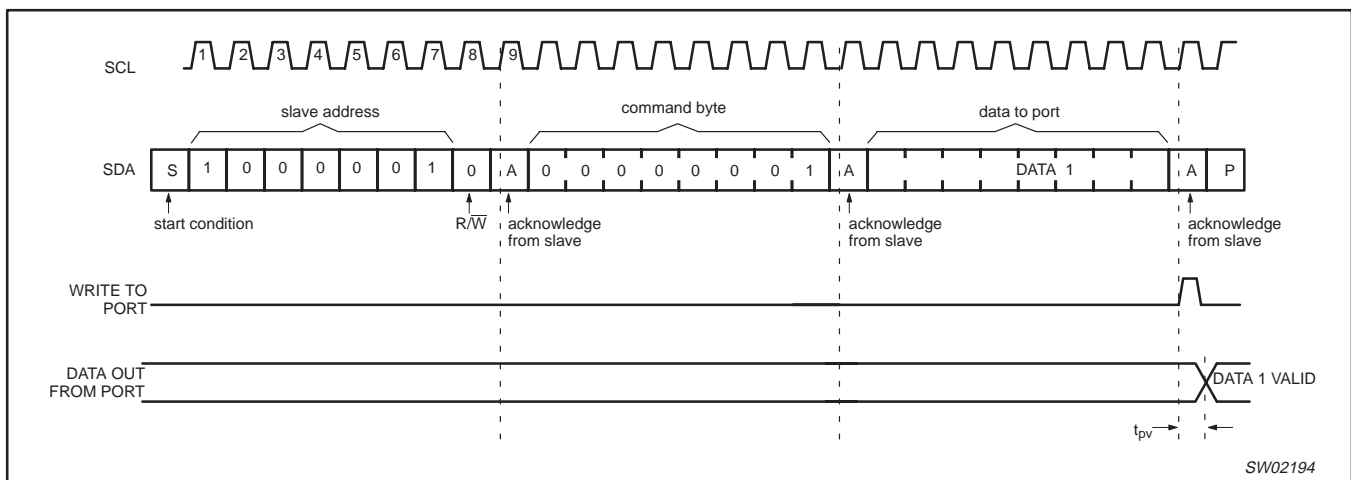 SCL 1 2 3 4 5 6 7 8 9
slave address command byte data to port
SDA S 1 0 0 0 0 0 1 0 A 0 0 0 0 0 0 0 1 A DATA 1 A P
start condition R/W̅ acknowledge from slave acknowledge from slave acknowledge from slave
WRITE TO
PORT
DATA OUT
FROM PORT
DATA 1 VALID
tpv
SW02194